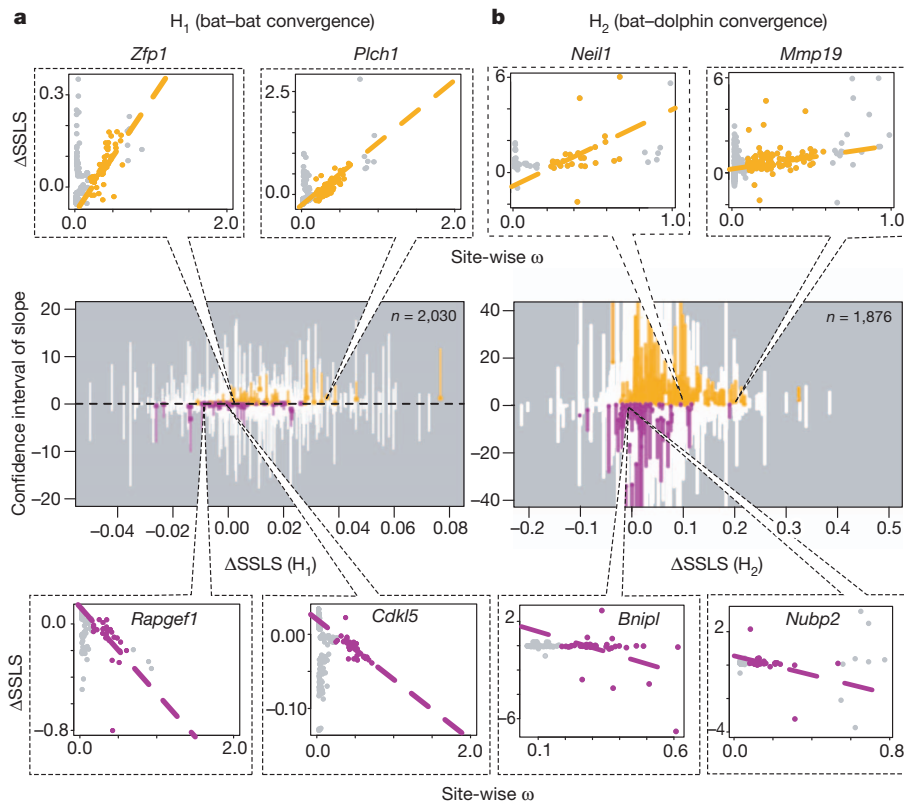 a
H₁ (bat–bat convergence)
b
H₂ (bat–dolphin convergence)
Zfp1
Plch1
Neil1
Mmp19
ΔSSLS
0.3
0.0
0.0
2.0
2.5
0.0
0.0
2.0
6
0
0.0
1.0
6
0
0.0
1.0
Site-wise ω
Confidence interval of slope
20
10
0
−10
−20
n = 2,030
−0.04
−0.02
0.00
0.02
0.04
0.06
0.08
ΔSSLS (H₁)
40
20
0
−20
−40
n = 1,876
−0.2
−0.1
0.0
0.1
0.2
0.3
0.4
0.5
ΔSSLS (H₂)
ΔSSLS
Rapgef1
0.0
−0.8
0.0
2.0
Cdkl5
0.00
−0.10
0.0
2.0
Bnipl
2
−6
0.1
0.6
Nubp2
2
−4
0.0
0.8
Site-wise ω